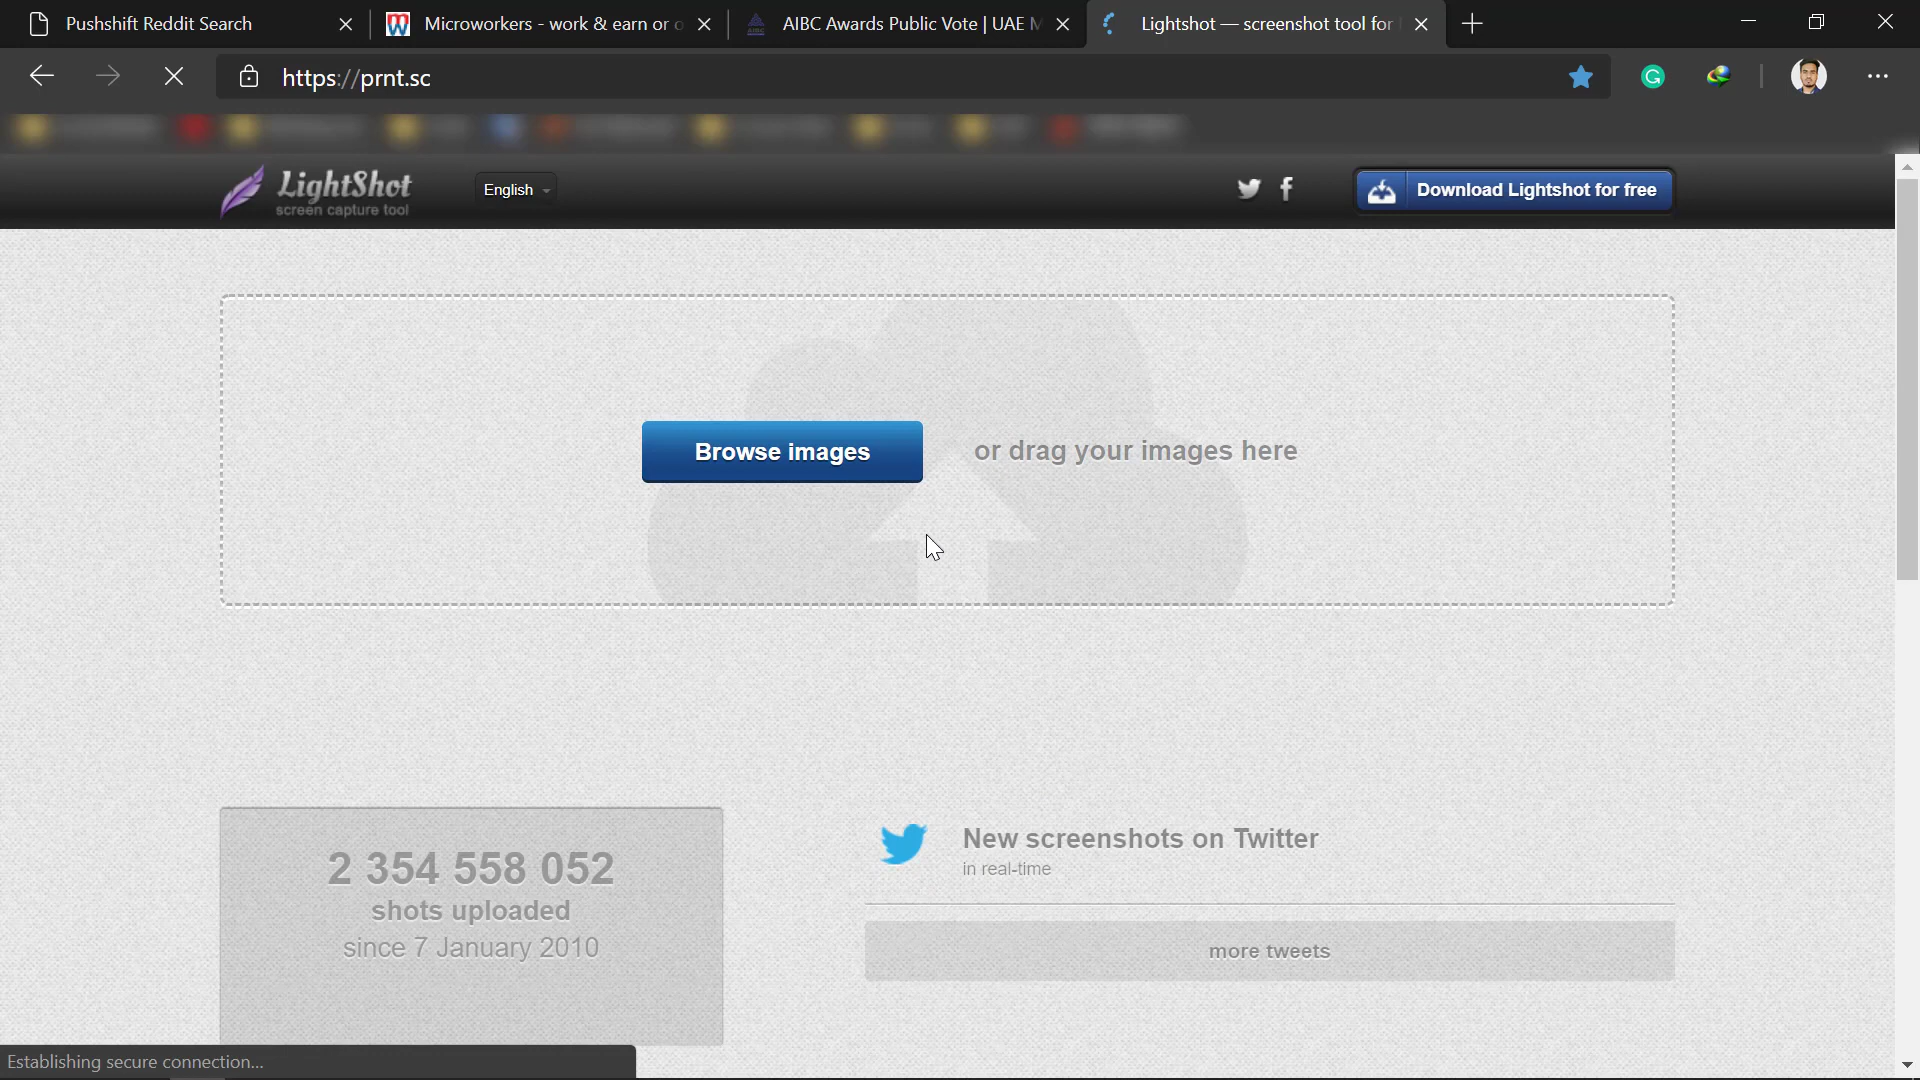 Pushshift Reddit Search
Microworkers - work & earn or o
AIBC Awards Public Vote | UAE M
Lightshot — screenshot tool for
https://prnt.sc
LightShot
screen capture tool
English
Download Lightshot for free
Browse images
or drag your images here
2 354 558 052
shots uploaded
since 7 January 2010
New screenshots on Twitter
in real-time
more tweets
Establishing secure connection...